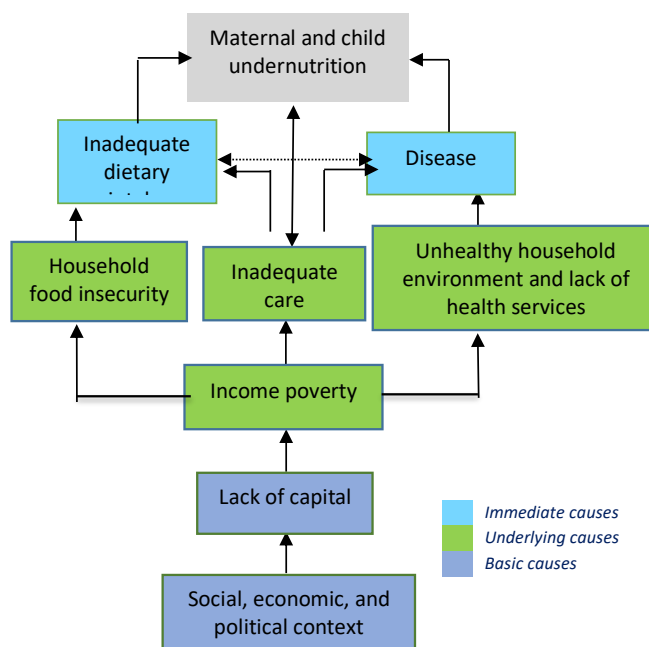 Maternal and child
undernutrition
Inadequate
dietary
Disease
Household
food insecurity
Inadequate
care
Unhealthy household
environment and lack of
health services
Income poverty
Lack of capital
Immediate causes
Underlying causes
Basic causes
Social, economic, and
political context